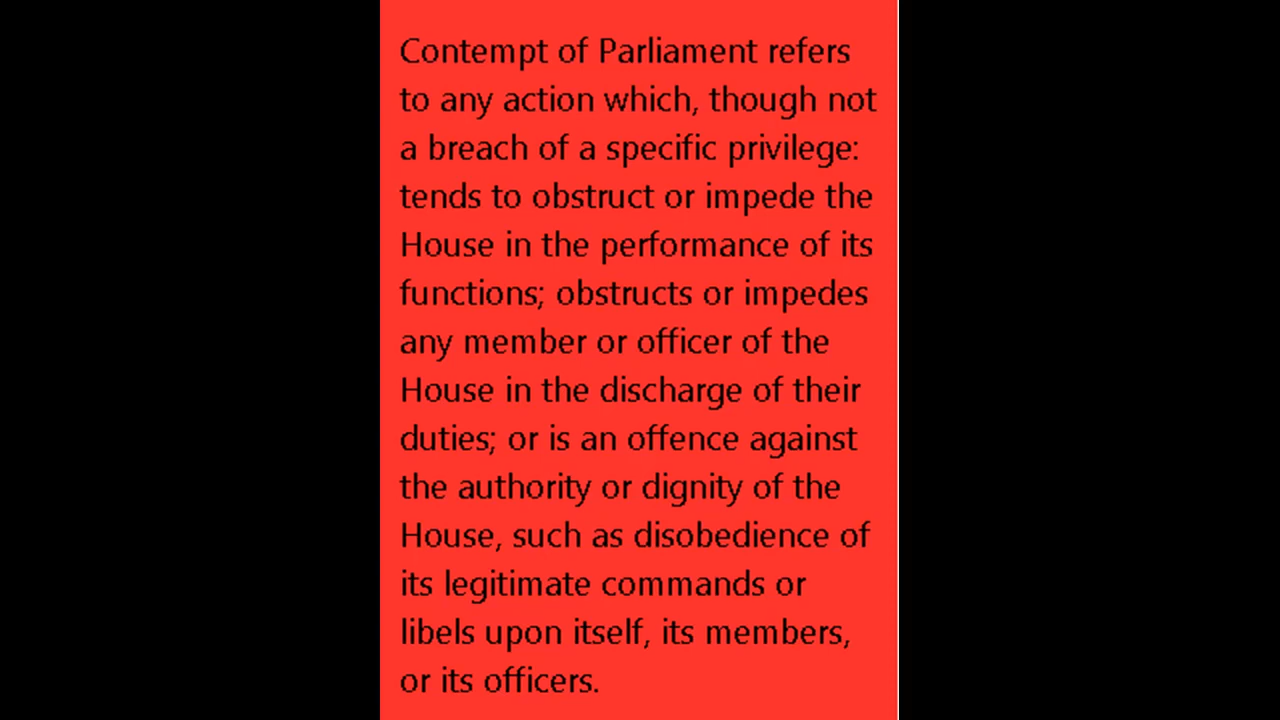 Contempt of Parliament refers
to any action which, though not
a breach of a specific privilege:
tends to obstruct or impede the
House in the performance of its
functions; obstructs or impedes
any member or officer of the
House in the discharge of their
duties; or is an offence against
the authority or dignity of the
House, such as disobedience of
its legitimate commands or
libels upon itself, its members,
or its officers.